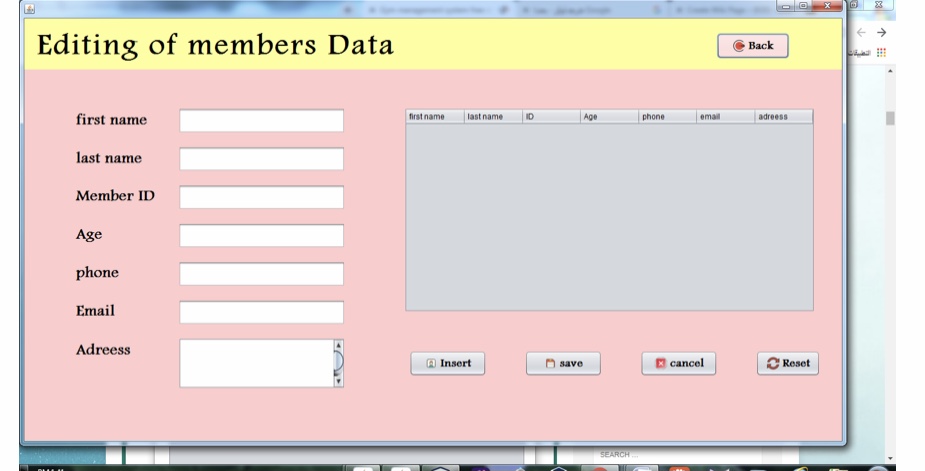 Editing of members Data
Back
التطبيقات
first name
last name
Member ID
Age
phone
Email
Adreess
first name last name ID Age phone email adreess
Insert save cancel Reset
SEARCH ...